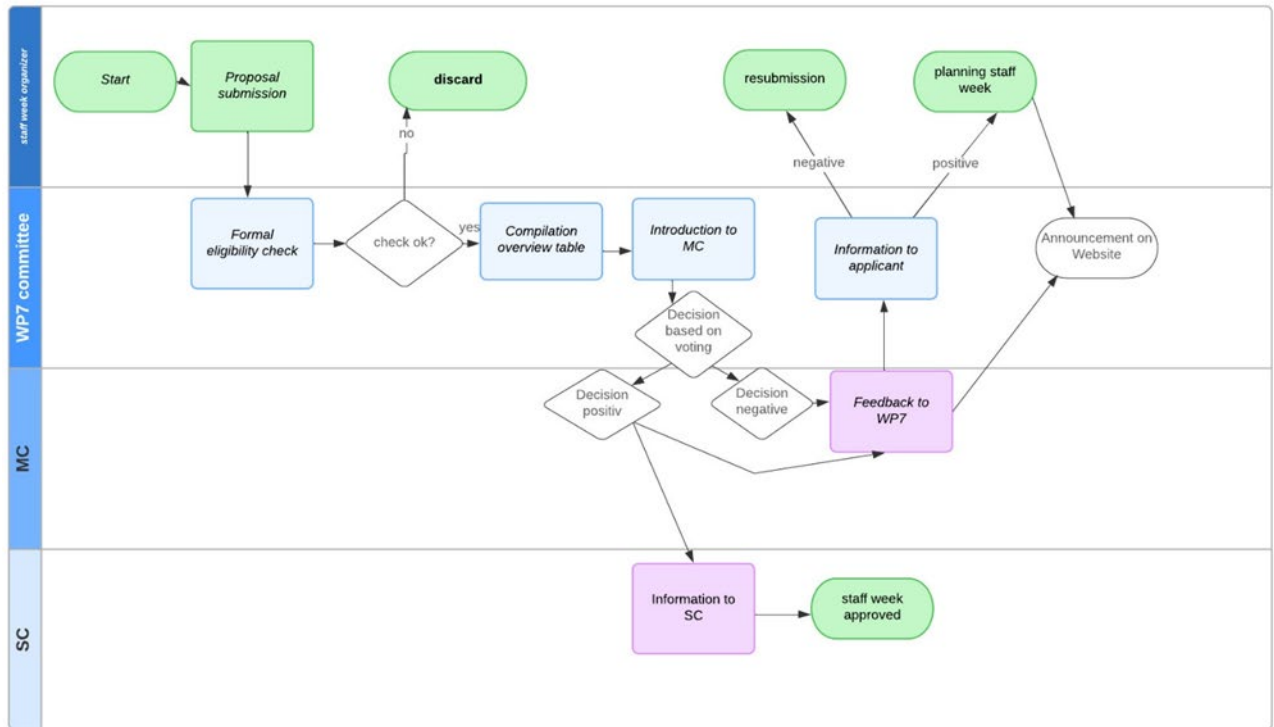 staff week organizer
Start
Proposal
submission
discard
resubmission
planning staff
week
no
negative
positive
WP7 committee
Formal
eligibility check
check ok?
yes
Compilation
overview table
Introduction to
MC
Information to
applicant
Announcement on
Website
Decision
based on
voting
MC
Decision
positiv
Decision
negative
Feedback to
WP7
SC
Information to
SC
staff week
approved